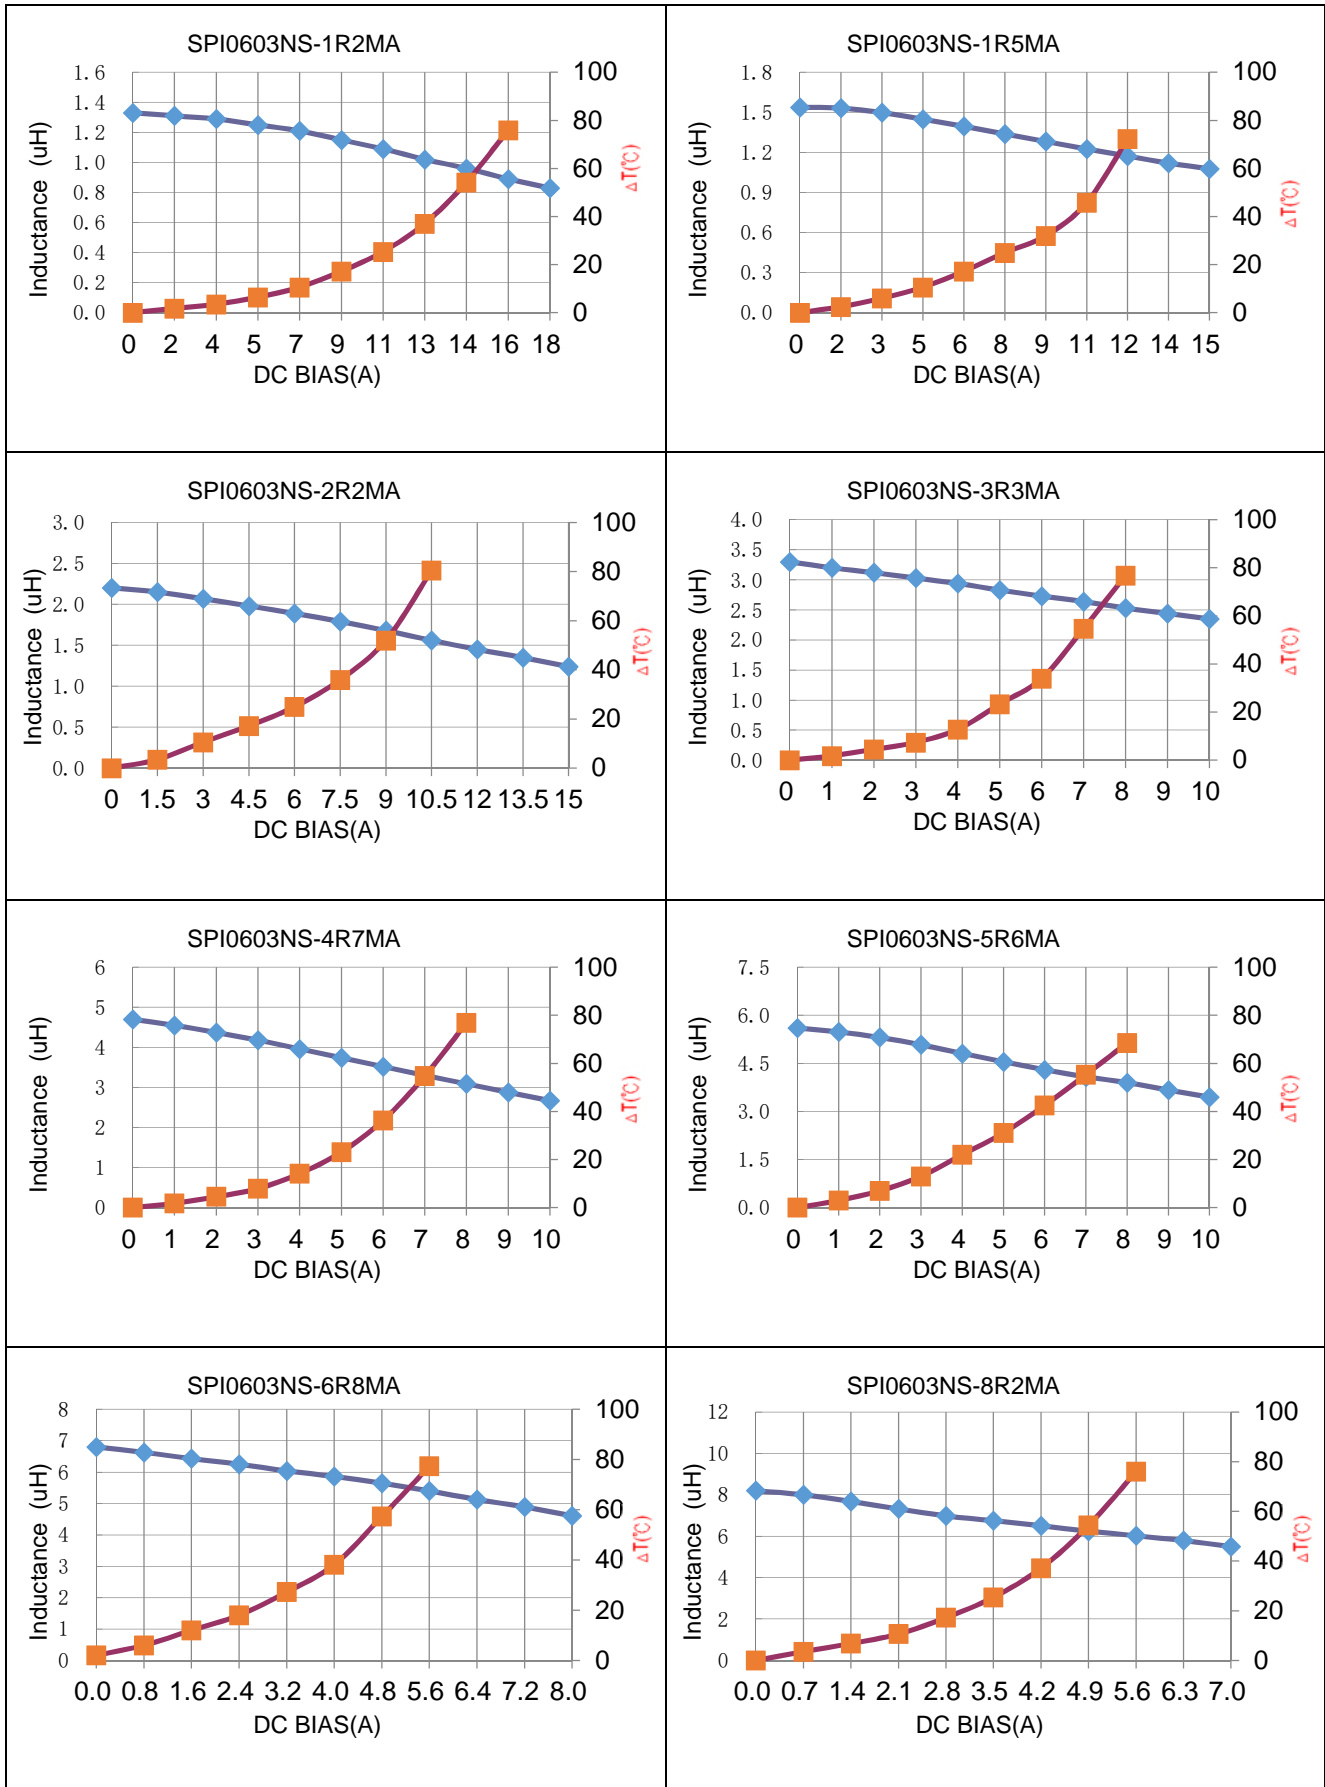 SPI0603NS-1R2MA
Inductance (uH)
1.6
1.4
1.2
1.0
0.8
0.6
0.4
0.2
0.0
100
80
60
40
20
0
ΔT(℃)
0 2 4 5 7 9 11 13 14 16 18
DC BIAS(A)
SPI0603NS-1R5MA
Inductance (uH)
1.8
1.5
1.2
0.9
0.6
0.3
0.0
100
80
60
40
20
0
ΔT(℃)
0 2 3 5 6 8 9 11 12 14 15
DC BIAS(A)
SPI0603NS-2R2MA
Inductance (uH)
3.0
2.5
2.0
1.5
1.0
0.5
0.0
100
80
60
40
20
0
ΔT(℃)
0 1.5 3 4.5 6 7.5 9 10.5 12 13.5 15
DC BIAS(A)
SPI0603NS-3R3MA
Inductance (uH)
4.0
3.5
3.0
2.5
2.0
1.5
1.0
0.5
0.0
100
80
60
40
20
0
ΔT(℃)
0 1 2 3 4 5 6 7 8 9 10
DC BIAS(A)
SPI0603NS-4R7MA
Inductance (uH)
6
5
4
3
2
1
0
100
80
60
40
20
0
ΔT(℃)
0 1 2 3 4 5 6 7 8 9 10
DC BIAS(A)
SPI0603NS-5R6MA
Inductance (uH)
7.5
6.0
4.5
3.0
1.5
0.0
100
80
60
40
20
0
ΔT(℃)
0 1 2 3 4 5 6 7 8 9 10
DC BIAS(A)
SPI0603NS-6R8MA
Inductance (uH)
8
7
6
5
4
3
2
1
0
100
80
60
40
20
0
ΔT(℃)
0.0 0.8 1.6 2.4 3.2 4.0 4.8 5.6 6.4 7.2 8.0
DC BIAS(A)
SPI0603NS-8R2MA
Inductance (uH)
12
10
8
6
4
2
0
100
80
60
40
20
0
ΔT(℃)
0.0 0.7 1.4 2.1 2.8 3.5 4.2 4.9 5.6 6.3 7.0
DC BIAS(A)